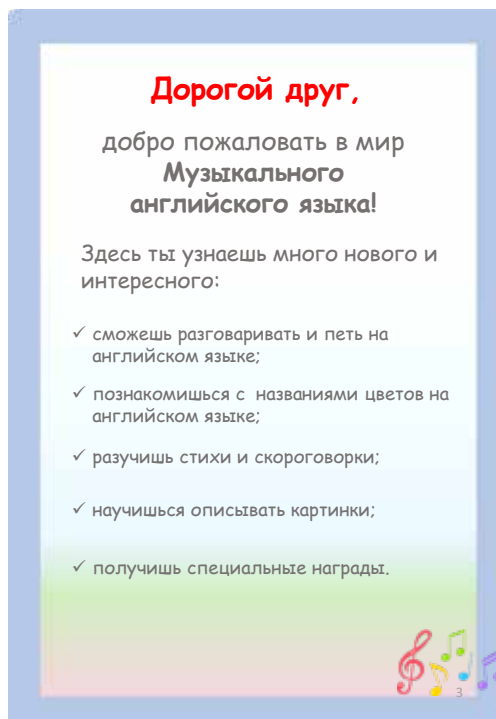 Дорогой друг,
добро пожаловать в мир
Музыкального
английского языка!
Здесь ты узнаешь много нового и
интересного:
✓ сможешь разговаривать и петь на
английском языке;
✓ познакомишься с названиями цветов на
английском языке;
✓ разучишь стихи и скороговорки;
✓ научишься описывать картинки;
✓ получишь специальные награды.
3